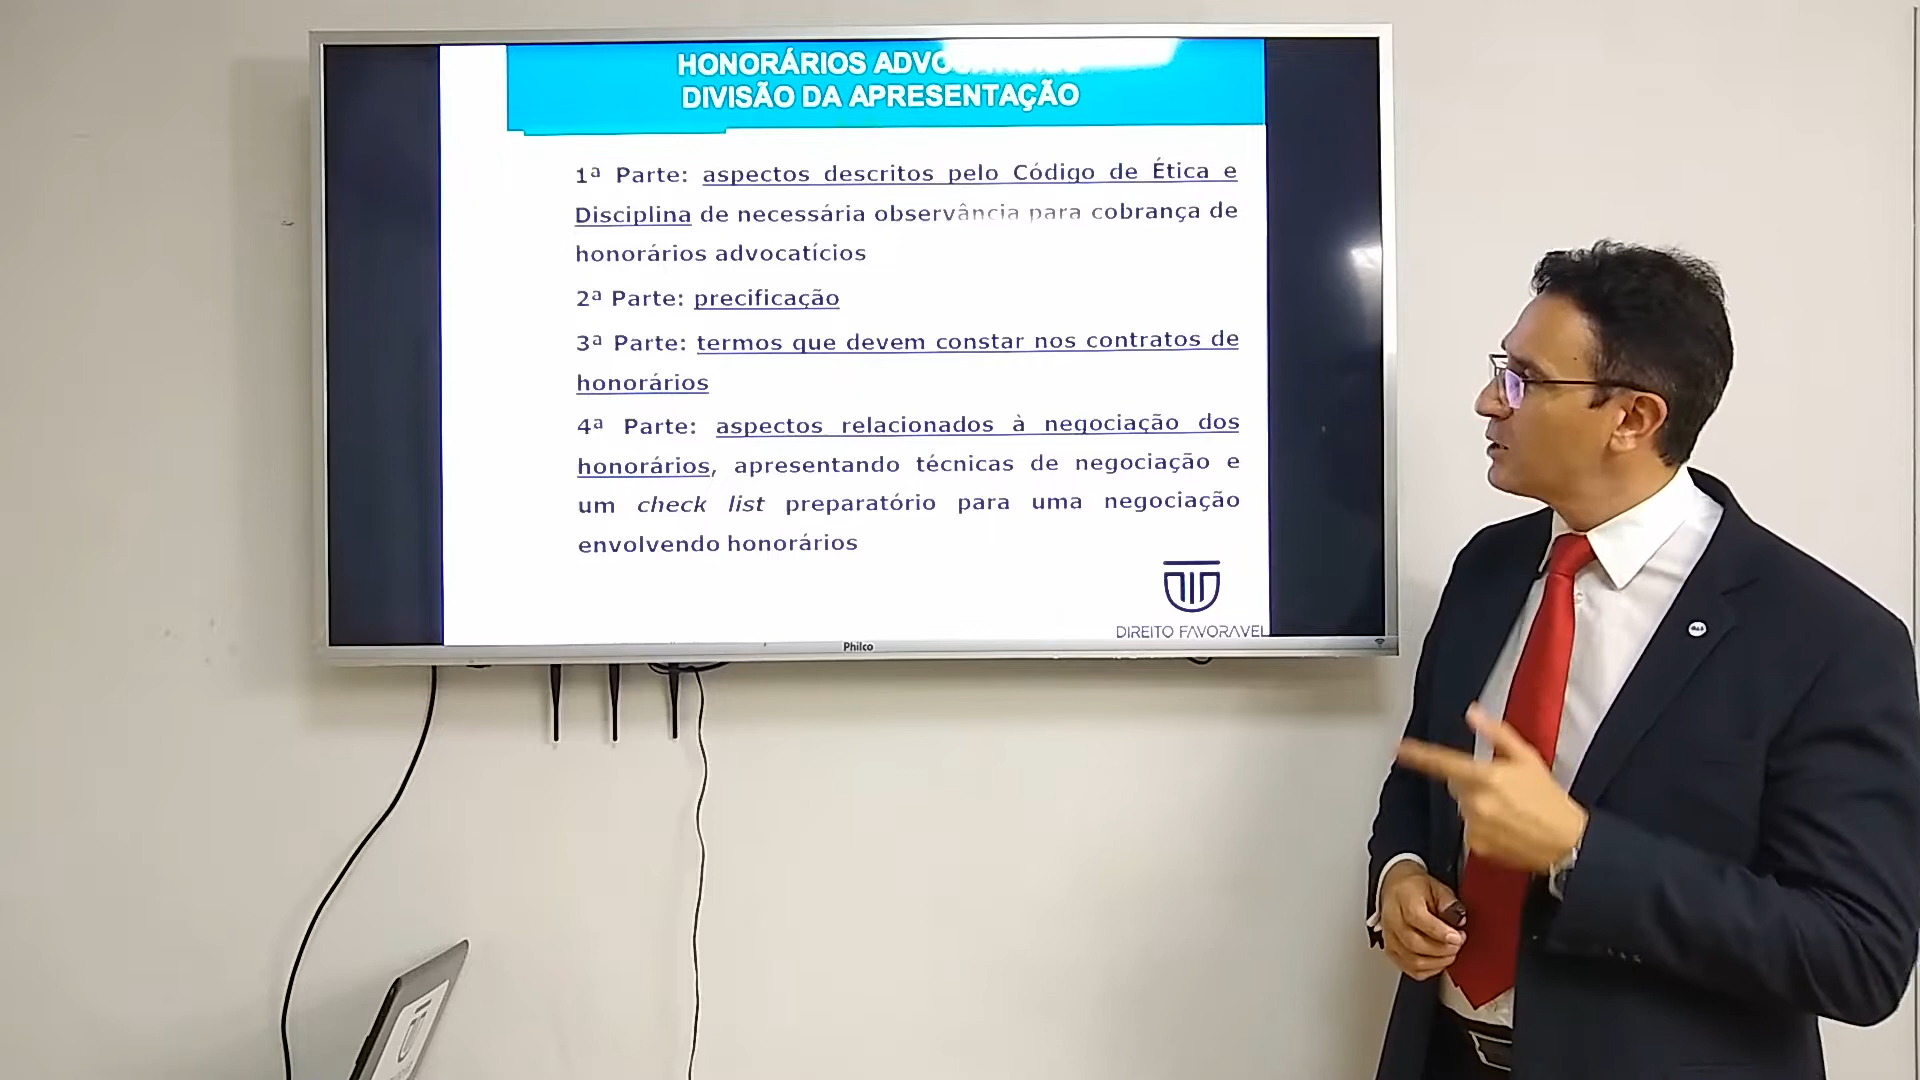 HONORÁRIOS
DIVISÃO DA APRESENTAÇÃO
1ª Parte: aspectos descritos pelo Código de Ética e
Disciplina de necessária observância para cobrança de
honorários advocatícios
2ª Parte: precificação
3ª Parte: termos que devem constar nos contratos de
honorários
4ª Parte: aspectos relacionados à negociação dos
honorários, apresentando técnicas de negociação e
um check list preparatório para uma negociação
envolvendo honorários
DIREITO FAVORAVEL
Philco